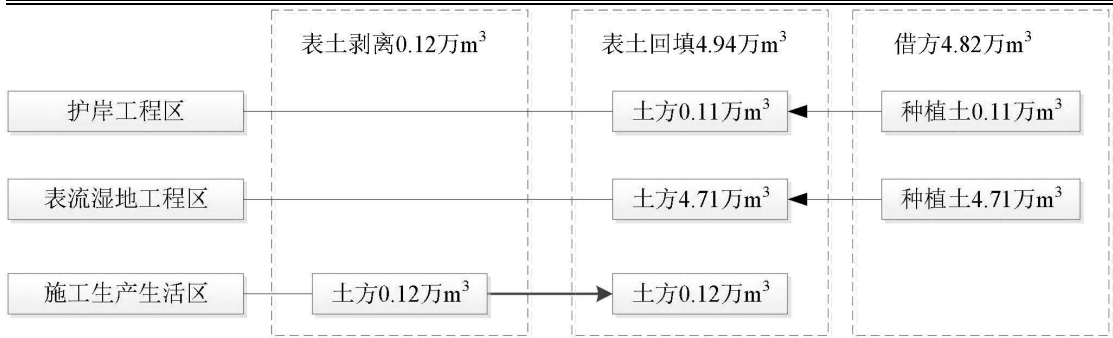 表土剥离0.12万m³ 表土回填4.94万m³ 借方4.82万m³
护岸工程区 土方0.11万m³ 种植土0.11万m³
表流湿地工程区 土方4.71万m³ 种植土4.71万m³
施工生产生活区 土方0.12万m³ 土方0.12万m³